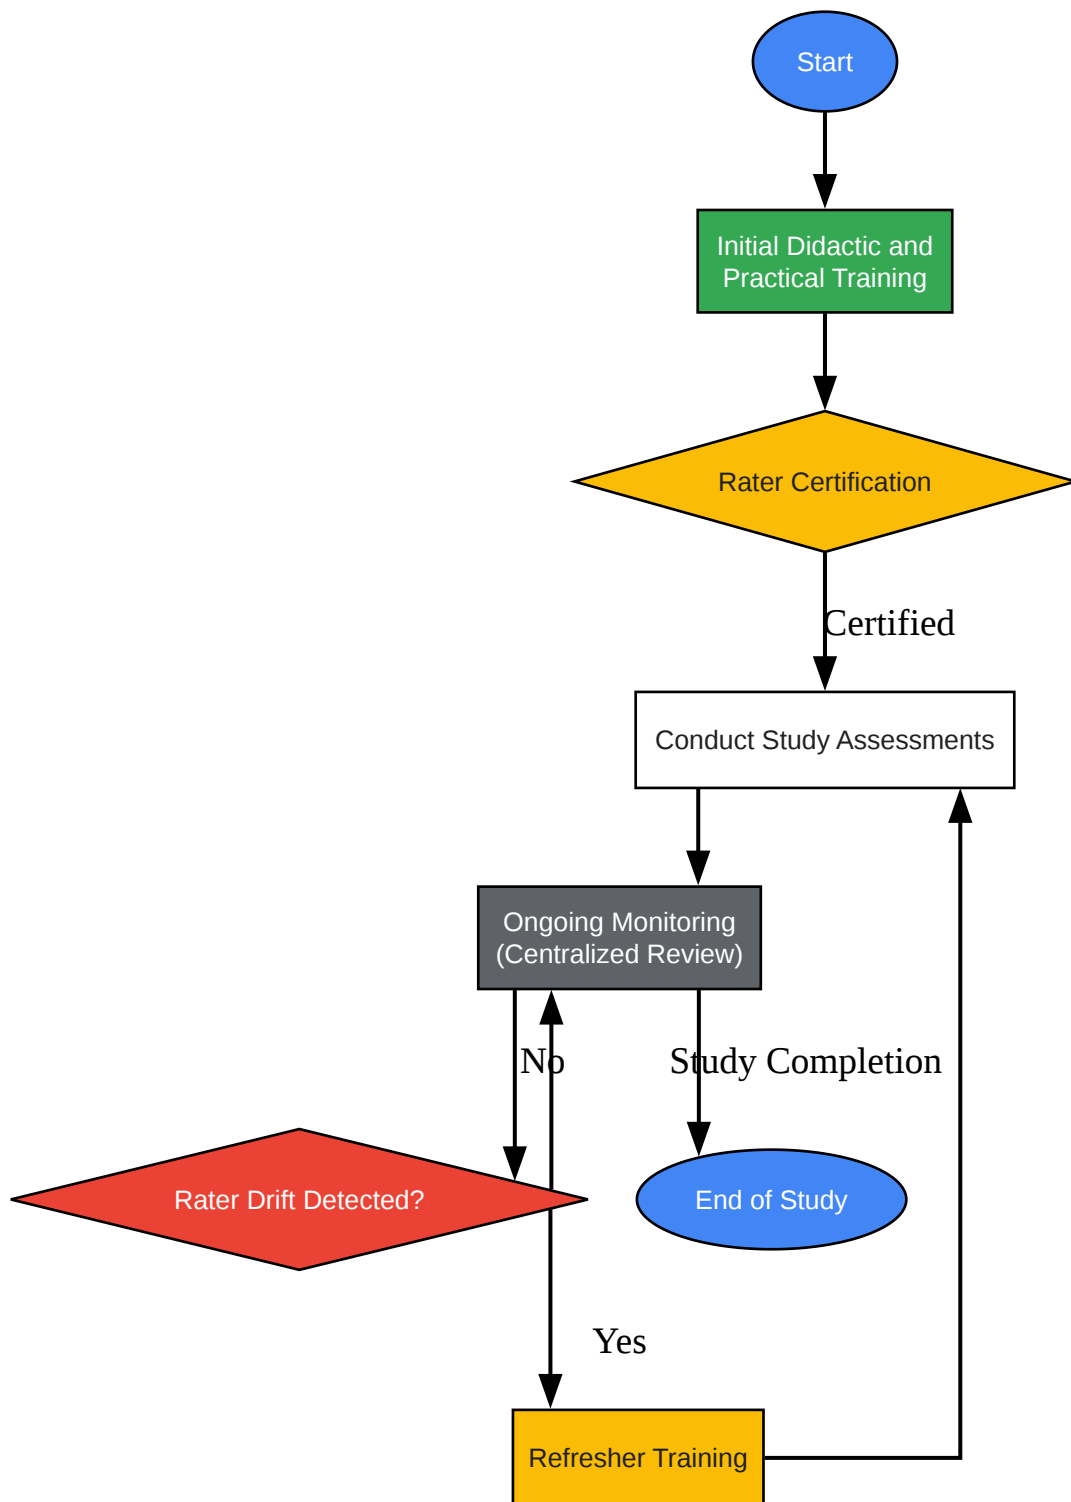 Start
Initial Didactic and
Practical Training
Rater Certification
Certified
Conduct Study Assessments
Ongoing Monitoring
(Centralized Review)
No
Study Completion
Rater Drift Detected?
End of Study
Yes
Refresher Training